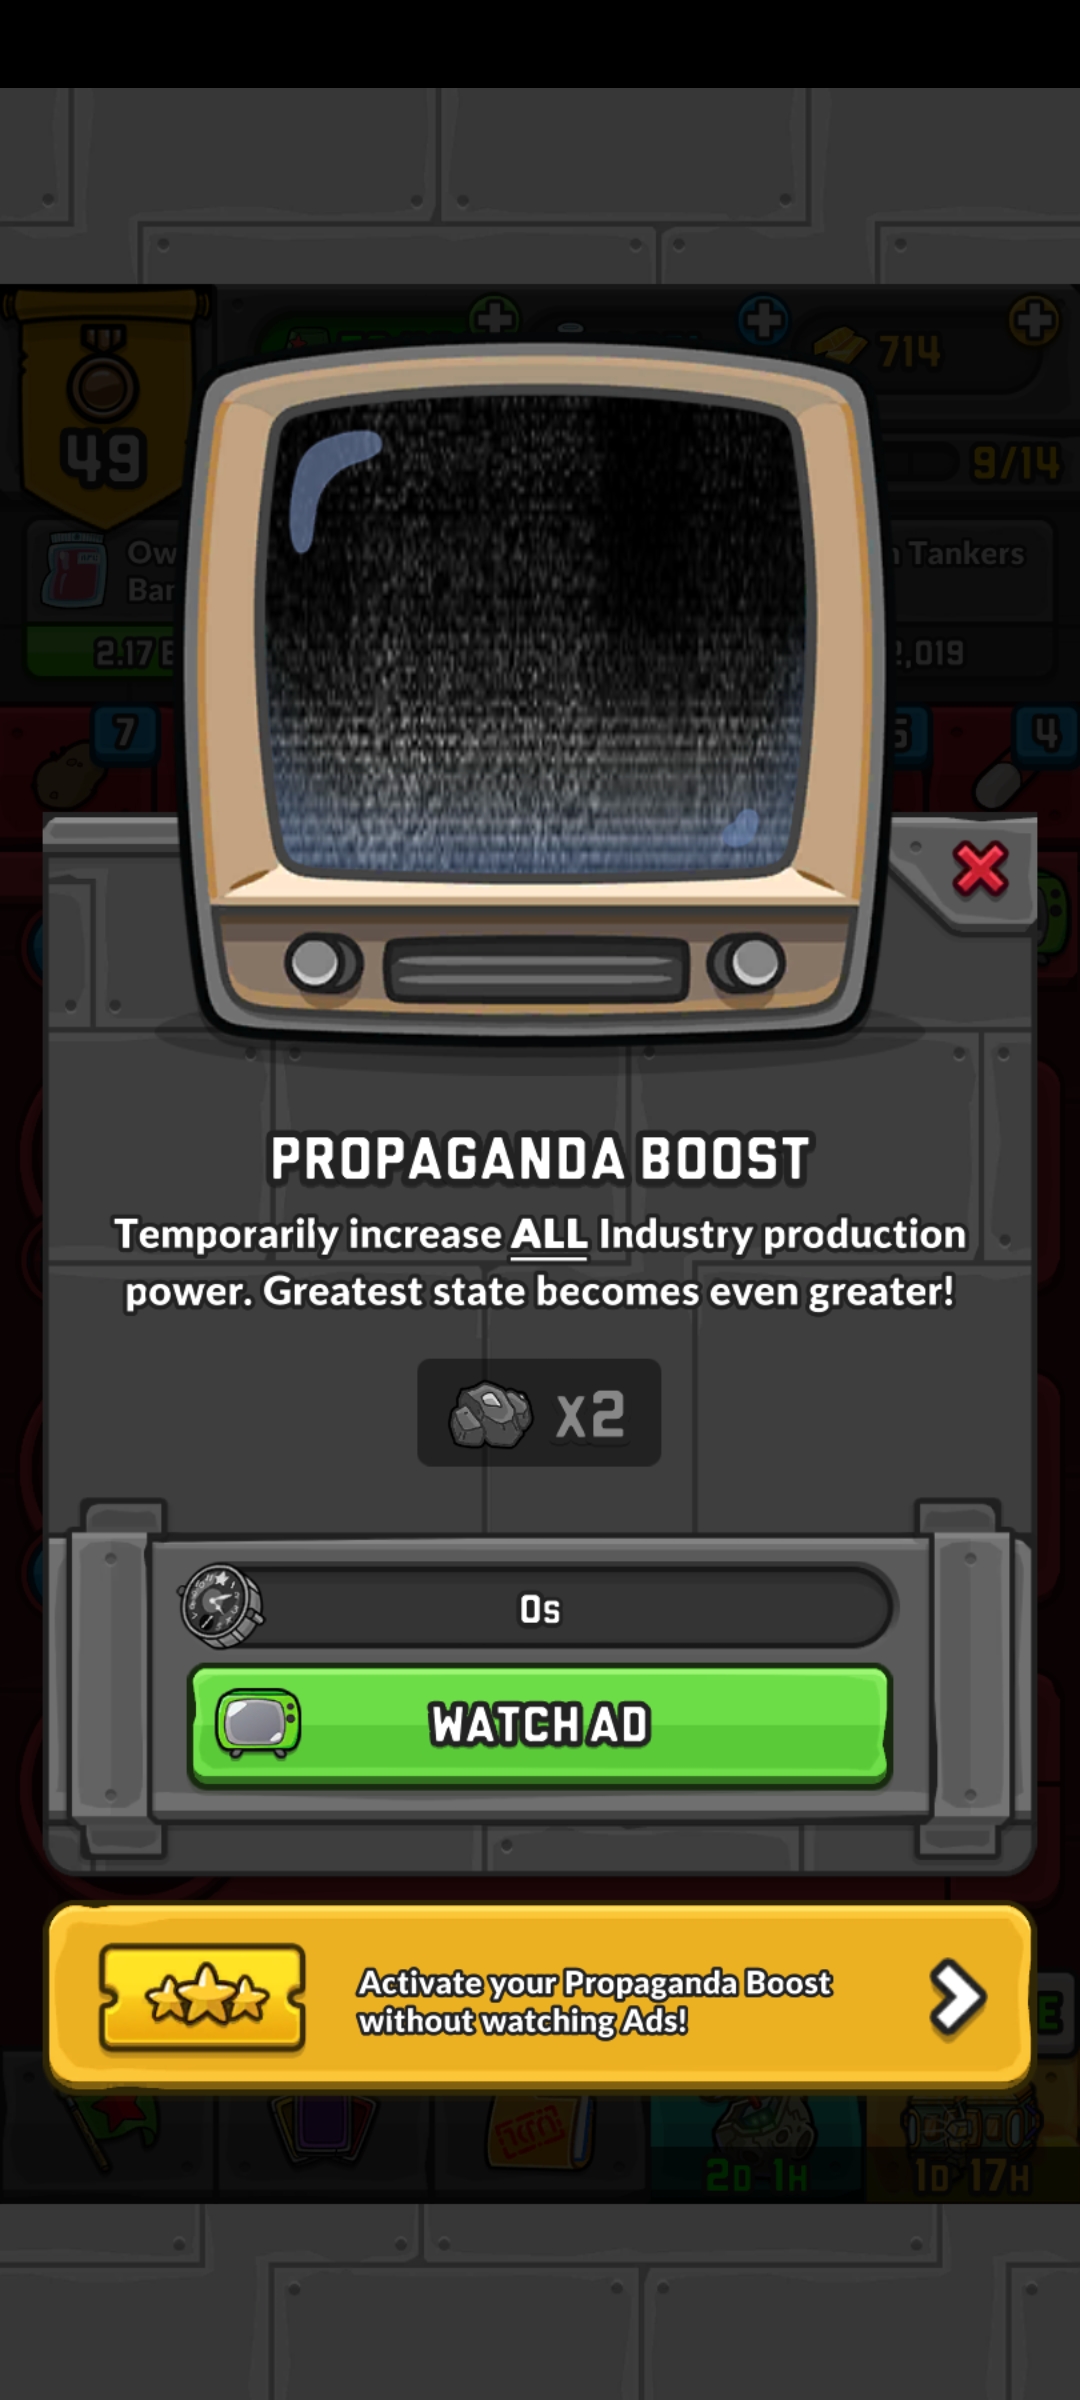 714
49
9/14
Ow
Bar
Tankers
2.17
,019
7
5
4
PROPAGANDA BOOST
Temporarily increase ALL Industry production
power. Greatest state becomes even greater!
x2
0s
WATCH AD
Activate your Propaganda Boost
without watching Ads!
2D 1H
1D 17H